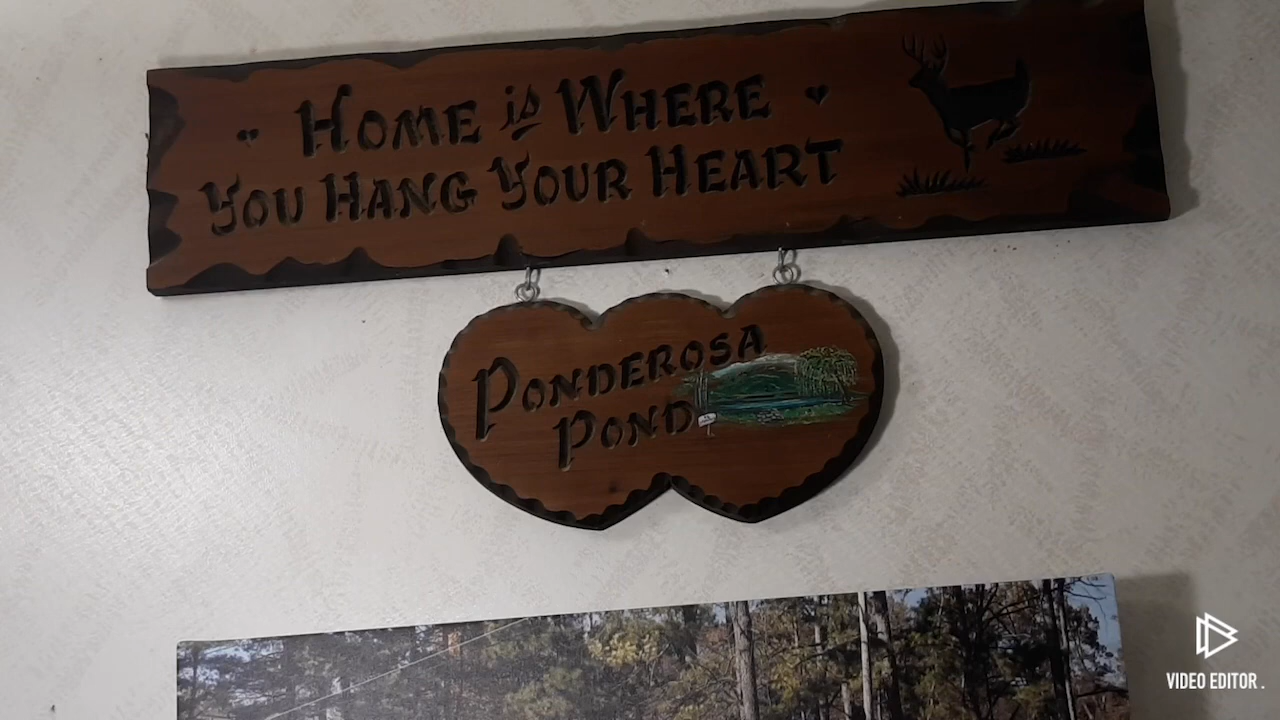 HOME is WHERE
YOU HANG YOUR HEART
PONDEROSA
POND
VIDEO EDITOR.